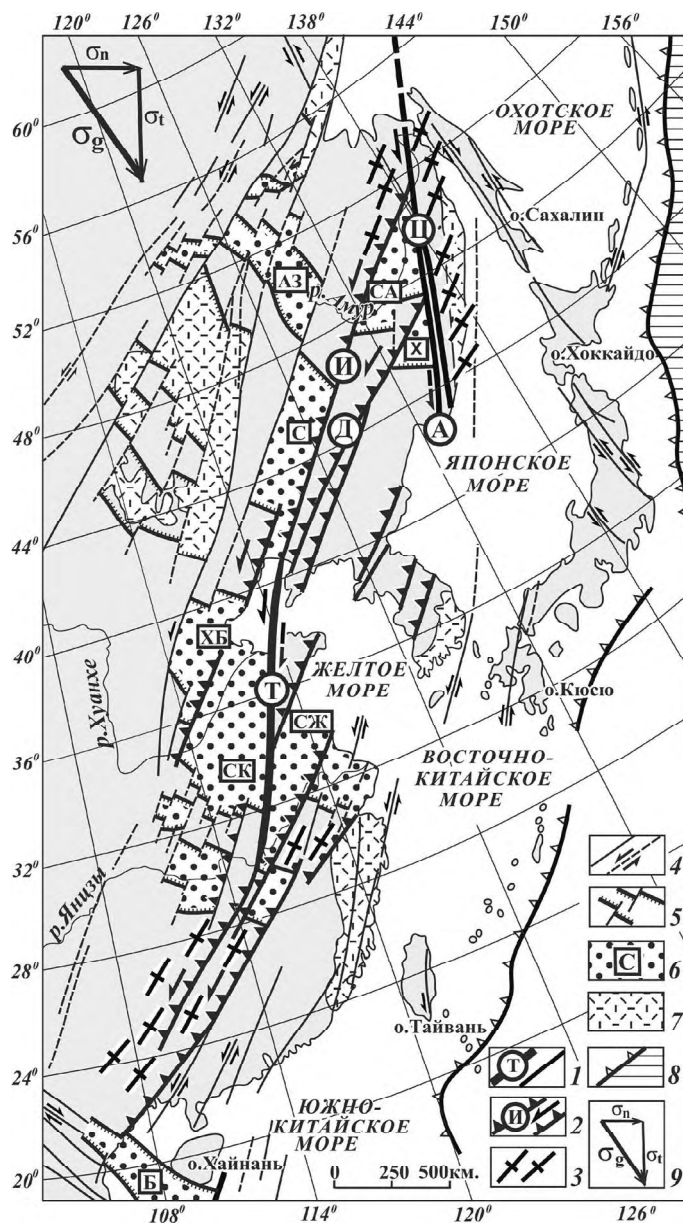 120⁰ 126⁰ 132⁰ 138⁰ 144⁰ 150⁰ 156⁰
σn
σt
σg
60⁰
ОХОТСКОЕ
МОРЕ
о.Сахалин
56⁰
Ц
АЗ
р. Амур
СА
52⁰
Х
о.Хоккайдо
И
48⁰
С
Д
А
ЯПОНСКОЕ
МОРЕ
44⁰
ХБ
40⁰
р.Хуанхе
ЖЕЛТОЕ
МОРЕ
Т
о.Кюсю
СЖ
36⁰
СК
ВОСТОЧНО-
КИТАЙСКОЕ
МОРЕ
32⁰
р.Янцзы
4
5
28⁰
С 6
7
о.Тайвань
24⁰
Т 1
8
И 2
ЮЖНО-
КИТАЙСКОЕ
МОРЕ
3
σn
σt
σg
9
20⁰
о.Хайнань
Б
0 250 500км.
108⁰ 114⁰ 120⁰ 126⁰